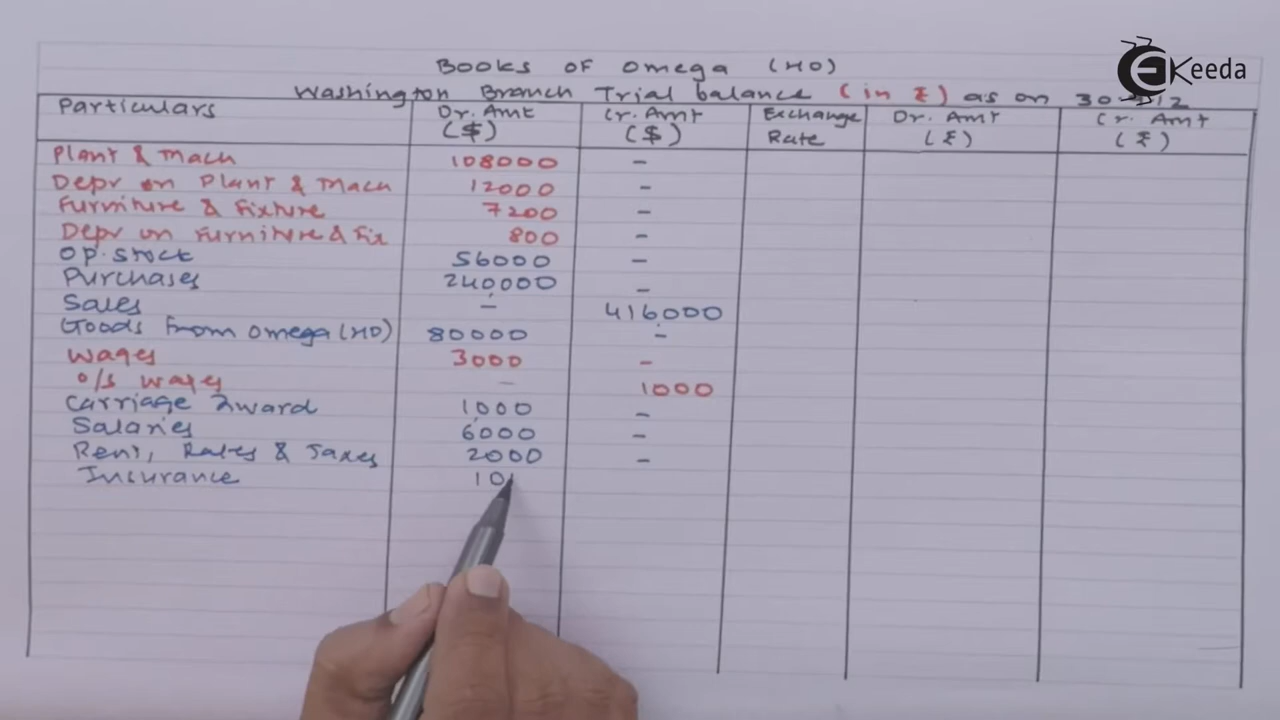 Ekeeda
Books of Omega (HO)
Washington Branch Trial balance (in ₹) as on
Particulars Dr. Amt ($) Cr. Amt ($) Exchange Rate Dr. Amt (₹) Cr. Amt (₹)
Plant & Mach 108000 -
Depr on Plant & Mach 12000 -
Furniture & Fixture 7200 -
Depr on Furniture & Fix 800 -
Op. Stock 56000 -
Purchases 240000 -
Sales - 416000
Goods from Omega (HO) 80000 -
Wages 3000 -
o/s wages - 1000
Carriage Inward 1000 -
Salaries 6000 -
Rent, Rates & Taxes 2000 -
Insurance 10